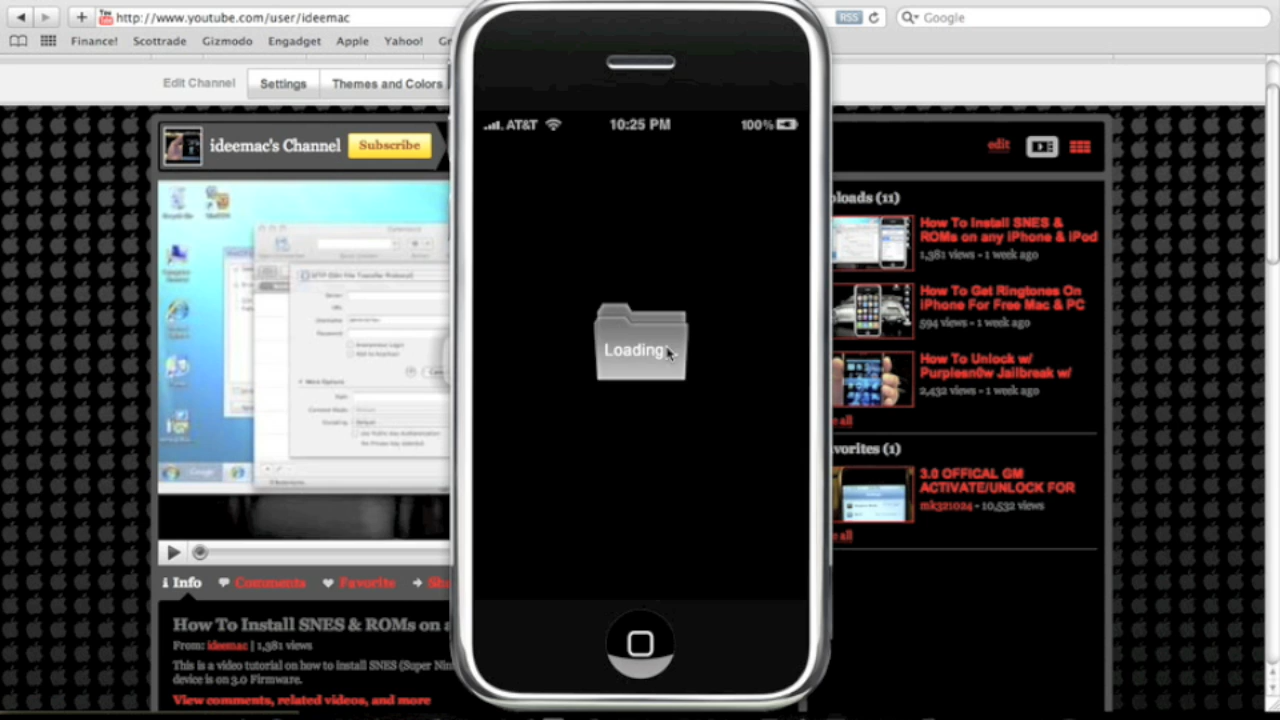 http://www.youtube.com/user/ideemac
RSS
Google
Finance!
Scottrade
Gizmodo
Engadget
Apple
Yahoo!
Edit Channel
Settings
Themes and Colors
AT&T
10:25 PM
100%
ideemac's Channel
Subscribe
edit
Loading
ploads (11)
How To Install SNES &
ROMs on any iPhone & iPod
1,381 views - 1 week ago
How To Get Ringtones On
iPhone For Free Mac & PC
594 views - 1 week ago
How To Unlock w/
Purplesn0w Jailbreak w/
2,432 views - 1 week ago
ee all
vorites (1)
3.0 OFFICAL GM
ACTIVATE/UNLOCK FOR
mk321024 - 10,532 views
ee all
Info
Comments
Favorite
Sh
How To Install SNES & ROMs on a
From: ideemac | 1,381 views
This is a video tutorial on how to install SNES (Super Nin
device is on 3.0 Firmware.
View comments, related videos, and more